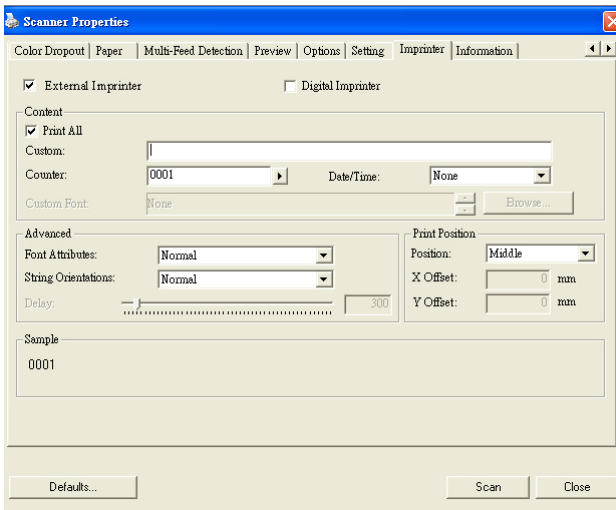 Scanner Properties
Color Dropout Paper Multi-Feed Detection Preview Options Setting Imprinter Information
External Imprinter Digital Imprinter
Content
Print All
Custom:
Counter: 0001 Date/Time: None
Custom Font: None Browse...
Advanced Print Position
Font Attributes: Normal Position: Middle
String Orientations: Normal X Offset: 0 mm
Delay: 300 Y Offset: 0 mm
Sample
0001
Defaults... Scan Close